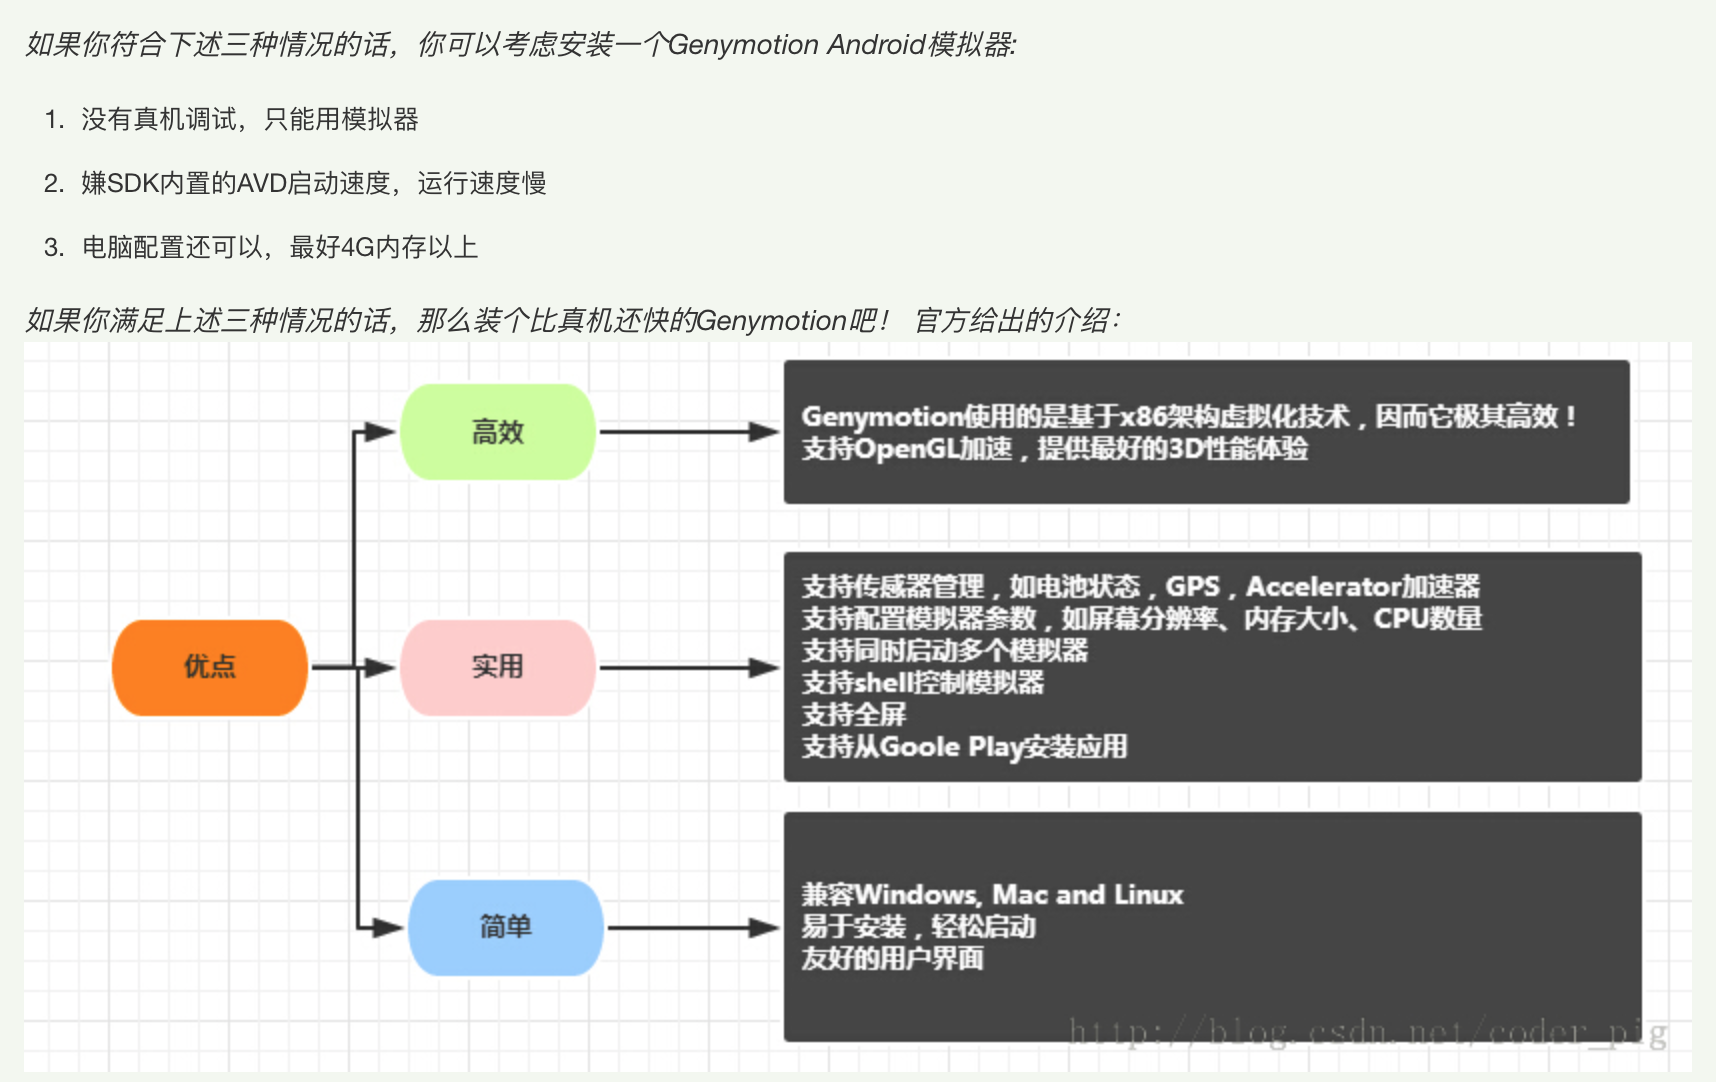 如果你符合下述三种情况的话，你可以考虑安装一个Genymotion Android模拟器:
1. 没有真机调试，只能用模拟器
2. 嫌SDK内置的AVD启动速度，运行速度慢
3. 电脑配置还可以，最好4G内存以上
如果你满足上述三种情况的话，那么装个比真机还快的Genymotion吧！ 官方给出的介绍：
高效
Genymotion使用的是基于x86架构虚拟化技术，因而它极其高效！
支持OpenGL加速，提供最好的3D性能体验
优点
实用
支持传感器管理，如电池状态，GPS，Accelerator加速器
支持配置模拟器参数，如屏幕分辨率、内存大小、CPU数量
支持同时启动多个模拟器
支持shell控制模拟器
支持全屏
支持从Goole Play安装应用
简单
兼容Windows, Mac and Linux
易于安装，轻松启动
友好的用户界面
http://blog.csdn.net/coder_pig